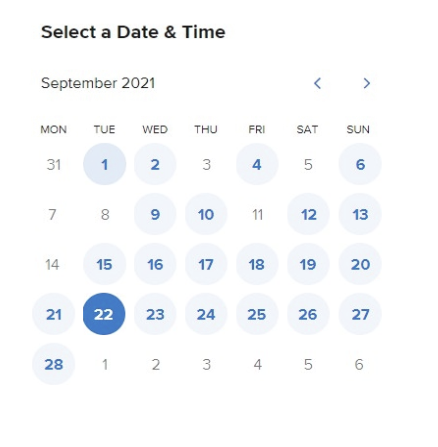 Select a Date & Time
September 2021
MON TUE WED THU FRI SAT SUN
31 1 2 3 4 5 6
7 8 9 10 11 12 13
14 15 16 17 18 19 20
21 22 23 24 25 26 27
28 1 2 3 4 5 6